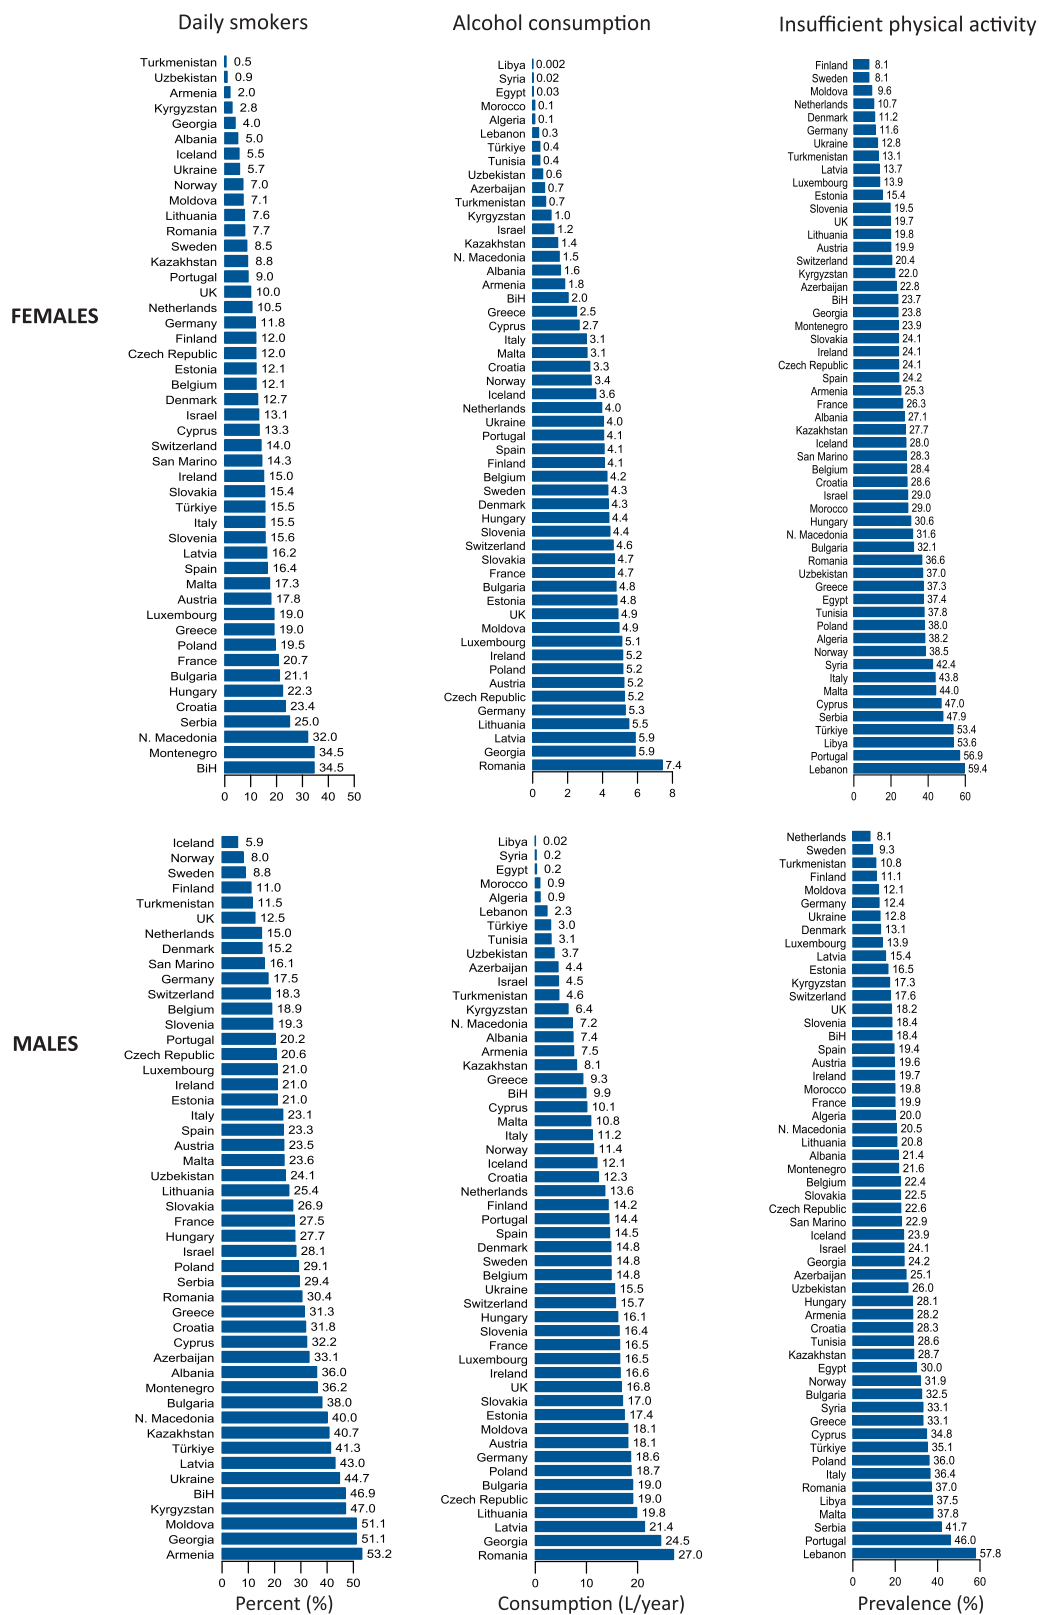 Daily smokers
Alcohol consumption
Insufficient physical activity
FEMALES
Turkmenistan 0.5
Uzbekistan 0.9
Armenia 2.0
Kyrgyzstan 2.8
Georgia 4.0
Albania 5.0
Iceland 5.5
Ukraine 5.7
Norway 7.0
Moldova 7.1
Lithuania 7.6
Romania 7.7
Sweden 8.5
Kazakhstan 8.8
Portugal 9.0
UK 10.0
Netherlands 10.5
Germany 11.8
Finland 12.0
Czech Republic 12.0
Estonia 12.1
Belgium 12.1
Denmark 12.7
Israel 13.1
Cyprus 13.3
Switzerland 14.0
San Marino 14.3
Ireland 15.0
Slovakia 15.4
Türkiye 15.5
Italy 15.5
Slovenia 15.6
Latvia 16.2
Spain 16.4
Malta 17.3
Austria 17.8
Luxembourg 19.0
Greece 19.0
Poland 19.5
France 20.7
Bulgaria 21.1
Hungary 22.3
Croatia 23.4
Serbia 25.0
N. Macedonia 32.0
Montenegro 34.5
BiH 34.5
0 10 20 30 40 50
Libya 0.002
Syria 0.02
Egypt 0.03
Morocco 0.1
Algeria 0.1
Lebanon 0.3
Türkiye 0.4
Tunisia 0.4
Uzbekistan 0.6
Azerbaijan 0.7
Turkmenistan 0.7
Kyrgyzstan 1.0
Israel 1.2
Kazakhstan 1.4
N. Macedonia 1.5
Albania 1.6
Armenia 1.8
BiH 2.0
Greece 2.5
Cyprus 2.7
Italy 3.1
Malta 3.1
Croatia 3.3
Norway 3.4
Iceland 3.6
Netherlands 4.0
Ukraine 4.0
Portugal 4.1
Spain 4.1
Finland 4.1
Belgium 4.2
Sweden 4.3
Denmark 4.3
Hungary 4.4
Slovenia 4.4
Switzerland 4.6
Slovakia 4.7
France 4.7
Bulgaria 4.8
Estonia 4.8
UK 4.9
Moldova 4.9
Luxembourg 5.1
Ireland 5.2
Poland 5.2
Austria 5.2
Czech Republic 5.2
Germany 5.3
Lithuania 5.5
Latvia 5.9
Georgia 5.9
Romania 7.4
0 2 4 6 8
Finland 8.1
Sweden 8.1
Moldova 9.6
Netherlands 10.7
Denmark 11.2
Germany 11.6
Ukraine 12.8
Turkmenistan 13.1
Latvia 13.7
Luxembourg 13.9
Estonia 15.4
Slovenia 19.5
UK 19.7
Lithuania 19.8
Austria 19.9
Switzerland 20.4
Kyrgyzstan 22.0
Azerbaijan 22.8
BiH 23.7
Georgia 23.8
Montenegro 23.9
Slovakia 24.1
Ireland 24.1
Czech Republic 24.1
Spain 24.2
Armenia 25.3
France 26.3
Albania 27.1
Kazakhstan 27.7
Iceland 28.0
San Marino 28.3
Belgium 28.4
Croatia 28.6
Israel 29.0
Morocco 29.0
Hungary 30.6
N. Macedonia 31.6
Bulgaria 32.1
Romania 36.6
Uzbekistan 37.0
Greece 37.3
Egypt 37.4
Tunisia 37.8
Poland 38.0
Algeria 38.2
Norway 38.5
Syria 42.4
Italy 43.8
Malta 44.0
Cyprus 47.0
Serbia 47.9
Türkiye 53.4
Libya 53.6
Portugal 56.9
Lebanon 59.4
0 20 40 60
MALES
Iceland 5.9
Norway 8.0
Sweden 8.8
Finland 11.0
Turkmenistan 11.5
UK 12.5
Netherlands 15.0
Denmark 15.2
San Marino 16.1
Germany 17.5
Switzerland 18.3
Belgium 18.9
Slovenia 19.3
Portugal 20.2
Czech Republic 20.6
Luxembourg 21.0
Ireland 21.0
Estonia 21.0
Italy 23.1
Spain 23.3
Austria 23.5
Malta 23.6
Uzbekistan 24.1
Lithuania 25.4
Slovakia 26.9
France 27.5
Hungary 27.7
Israel 28.1
Poland 29.1
Serbia 29.4
Romania 30.4
Greece 31.3
Croatia 31.8
Cyprus 32.2
Azerbaijan 33.1
Albania 36.0
Montenegro 36.2
Bulgaria 38.0
N. Macedonia 40.0
Kazakhstan 40.7
Türkiye 41.3
Latvia 43.0
Ukraine 44.7
BiH 46.9
Kyrgyzstan 47.0
Moldova 51.1
Georgia 51.1
Armenia 53.2
0 10 20 30 40 50
Percent (%)
Libya 0.02
Syria 0.2
Egypt 0.2
Morocco 0.9
Algeria 0.9
Lebanon 2.3
Türkiye 3.0
Tunisia 3.1
Uzbekistan 3.7
Azerbaijan 4.4
Israel 4.5
Turkmenistan 4.6
Kyrgyzstan 6.4
N. Macedonia 7.2
Albania 7.4
Armenia 7.5
Kazakhstan 8.1
Greece 9.3
BiH 9.9
Cyprus 10.1
Malta 10.8
Italy 11.2
Norway 11.4
Iceland 12.1
Croatia 12.3
Netherlands 13.6
Finland 14.2
Portugal 14.4
Spain 14.5
Denmark 14.8
Sweden 14.8
Belgium 14.8
Ukraine 15.5
Switzerland 15.7
Hungary 16.1
Slovenia 16.4
France 16.5
Luxembourg 16.5
Ireland 16.6
UK 16.8
Slovakia 17.0
Estonia 17.4
Moldova 18.1
Austria 18.1
Germany 18.6
Poland 18.7
Bulgaria 19.0
Czech Republic 19.0
Lithuania 19.8
Latvia 21.4
Georgia 24.5
Romania 27.0
0 10 20
Consumption (L/year)
Netherlands 8.1
Sweden 9.3
Turkmenistan 10.8
Finland 11.1
Moldova 12.1
Germany 12.4
Ukraine 12.8
Denmark 13.1
Luxembourg 13.9
Latvia 15.4
Estonia 16.5
Kyrgyzstan 17.3
Switzerland 17.6
UK 18.2
Slovenia 18.4
BiH 18.4
Spain 19.4
Austria 19.6
Ireland 19.7
Morocco 19.8
France 19.9
Algeria 20.0
N. Macedonia 20.5
Lithuania 20.8
Albania 21.4
Montenegro 21.6
Belgium 22.4
Slovakia 22.5
Czech Republic 22.6
San Marino 22.9
Iceland 23.9
Israel 24.1
Georgia 24.2
Azerbaijan 25.1
Uzbekistan 26.0
Hungary 28.1
Armenia 28.2
Croatia 28.3
Tunisia 28.6
Kazakhstan 28.7
Egypt 30.0
Norway 31.9
Bulgaria 32.5
Syria 33.1
Greece 33.1
Cyprus 34.8
Türkiye 35.1
Poland 36.0
Italy 36.4
Romania 37.0
Libya 37.5
Malta 37.8
Serbia 41.7
Portugal 46.0
Lebanon 57.8
0 20 40 60
Prevalence (%)